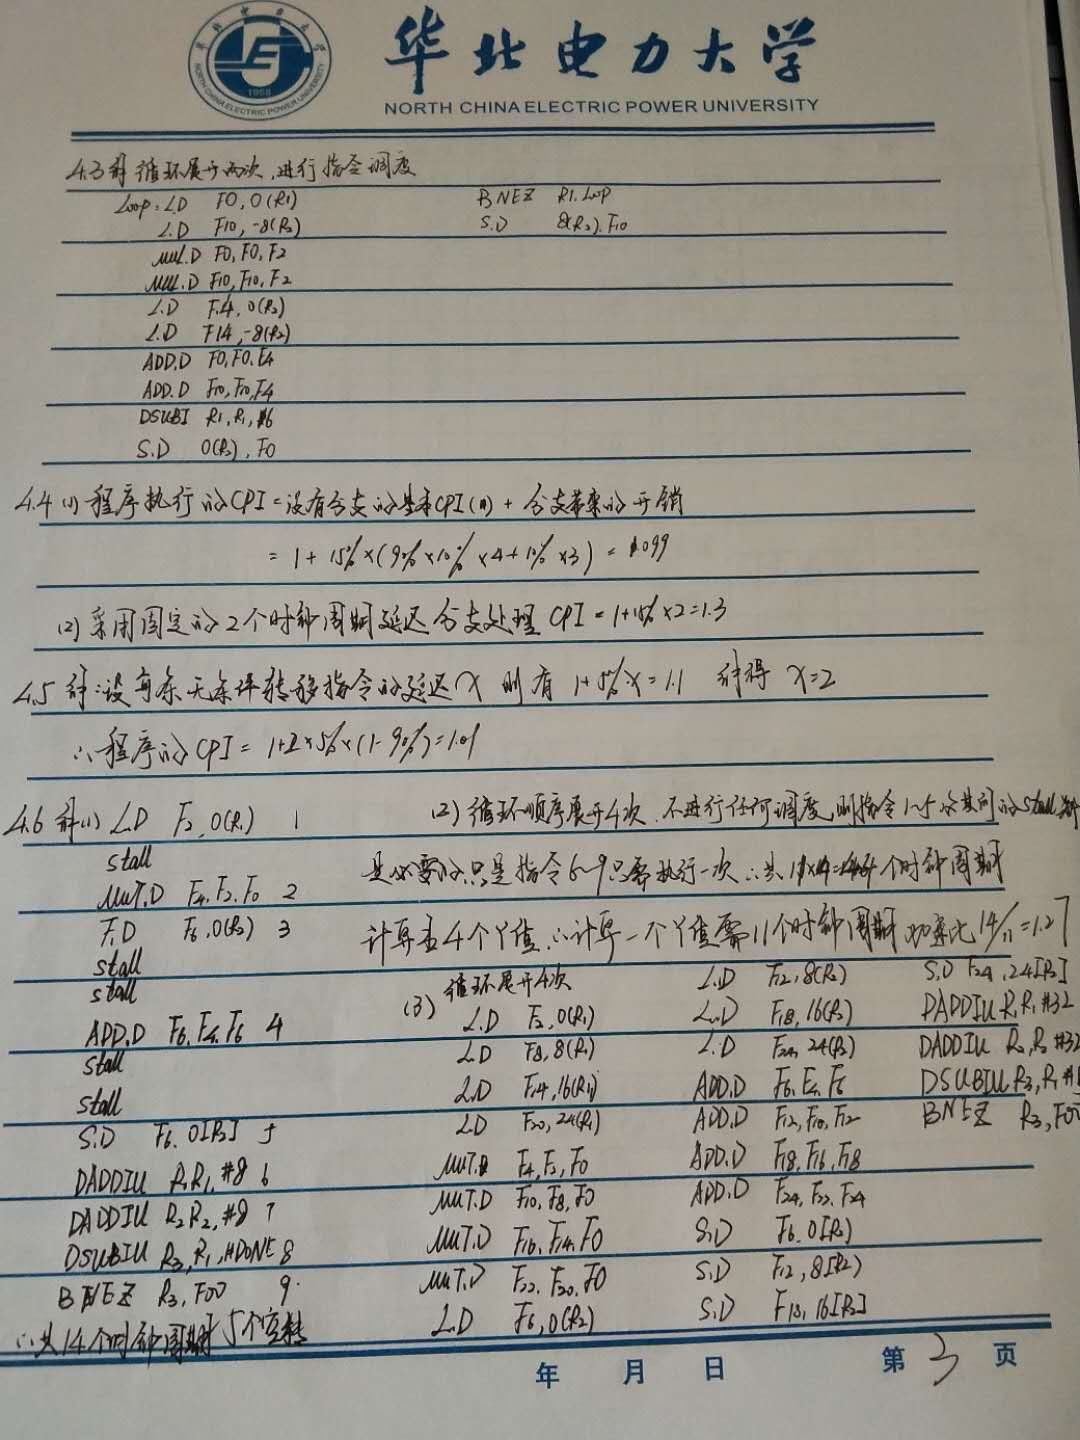 华北电力大学
NORTH CHINA ELECTRIC POWER UNIVERSITY
4.3 解 循环展开两次,进行指令调度
Loop: L.D F0, 0(R1)
L.D F10, -8(R2)
MUL.D F0, F0, F2
MUL.D F10, F10, F2
L.D F4, 0(R2)
L.D F14, -8(R2)
ADD.D F0, F0, F4
ADD.D F10, F10, F4
DSUBI R1, R1, #16
S.D 0(R2), F0
BNEZ R1, Loop
S.D 8(R2), F10
4.4 (1) 程序执行的CPI = 没有分支的基本CPI(1) + 分支带来的开销
= 1 + 15% × (90% × 10% × 4 + 10% × 3) = 1.099
(2) 采用固定的2个时钟周期延迟分支处理 CPI = 1+15%×2=1.3
4.5 解:设每条无条件转移指令的延迟x 则有 1+5%·x=1.1 解得 x=2
∴程序的CPI = 1+2×5%×(1-90%)=1.01
4.6 解(1) L.D F2, 0(R1) 1
stall
MUT.D F4, F2, F0 2
F.D F6, 0(R2) 3
stall
stall
ADD.D F6, F4, F6 4
stall
stall
S.D F6, 0[R2] 5
DADDIU R1 R1, #8 6
DADDIU R2 R2, #8 7
DSUBIU R3, R1, #DONE 8
BNEZ R3, FOO 9
∴共14个时钟周期 5个空转
(2) 循环顺序展开4次,不进行任何调度,则指令1~5及其间的stall都
是必要的,只是指令6~9只需执行一次 ∴共 个时钟周期
计算至4个Y值,∴计算一个Y值需11个时钟周期 加速比14/11=1.27
(3) 循环展开4次
L.D F2, 0(R1)
L.D F8, 8(R1)
L.D F14, 16(R1)
L.D F20, 24(R1)
MUT.D F4, F2, F0
MUT.D F10, F8, F0
MUT.D F16, F14, F0
MUT.D F22, F20, F0
L.D F6, 0(R2)
L.D F12, 8(R2)
L.D F18, 16(R2)
L.D F24, 24(R2)
ADD.D F6, F4, F6
ADD.D F12, F10, F12
ADD.D F18, F16, F18
ADD.D F24, F22, F24
S.D F6, 0[R2]
S.D F12, 8[R2]
S.D F18, 16[R2]
S.D F24, 24[R2]
DADDIU R1, R1 #32
DADDIU R2, R2 #32
DSUBIU R3, R1 #
BNEZ R3, FOO
年 月 日 第 3 页